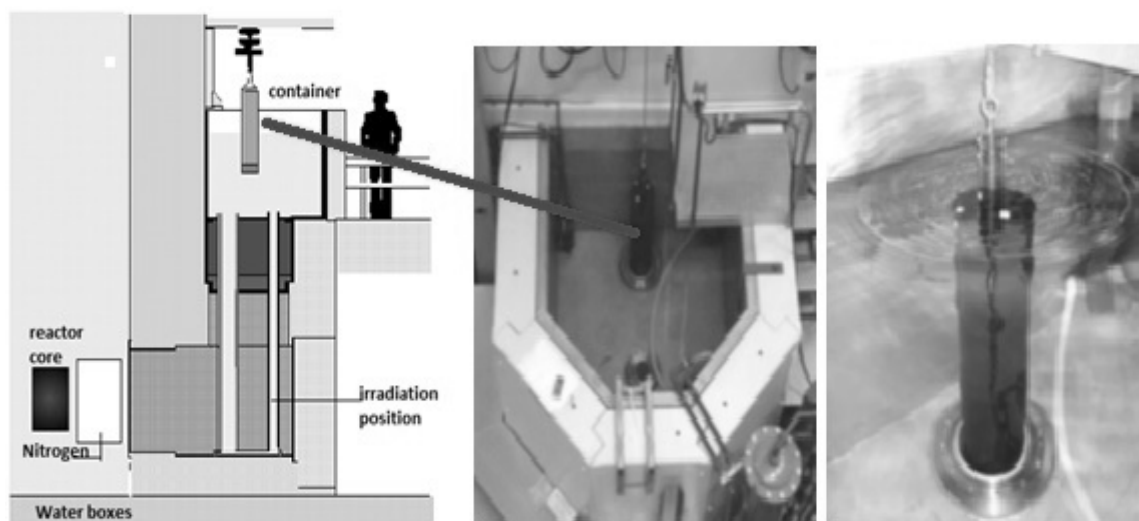 container
reactor
core
irradiation
position
Nitrogen
Water boxes